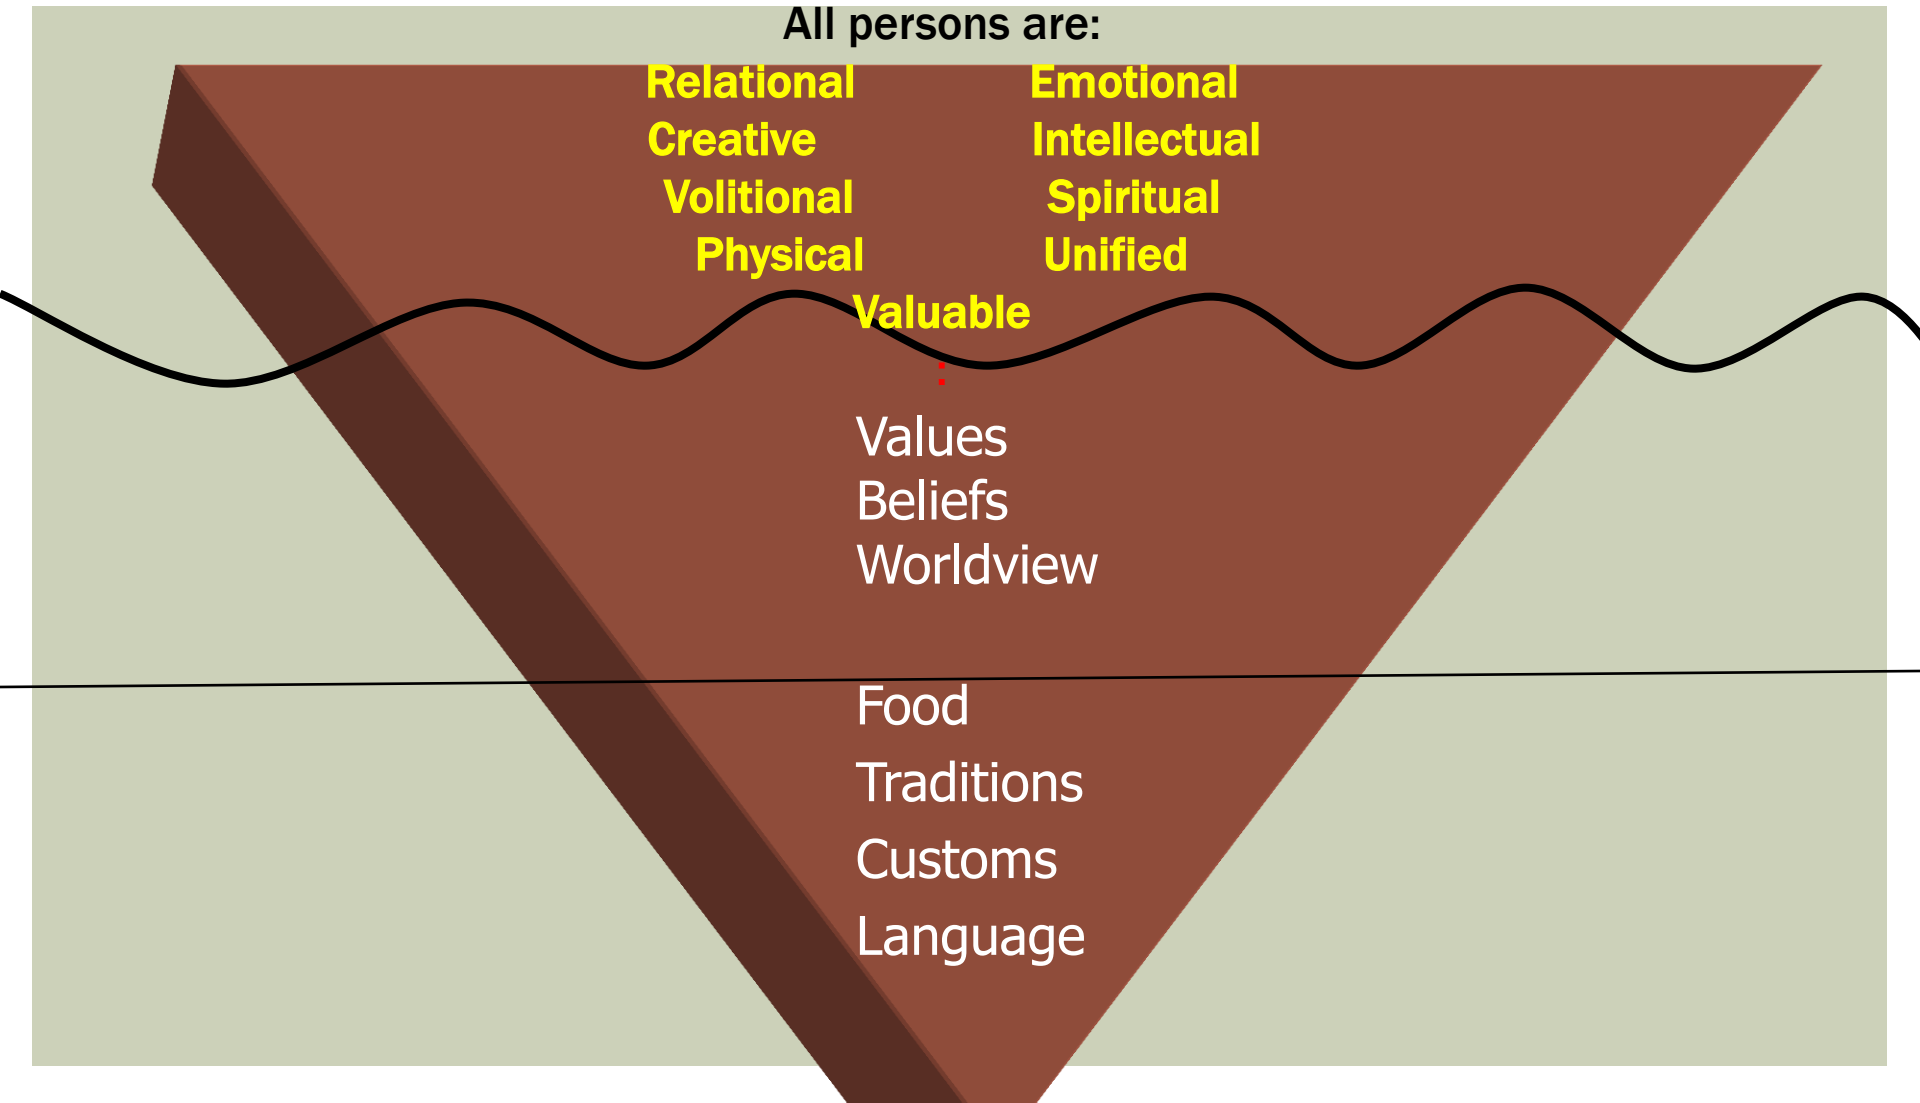 All persons are:
Relational Emotional
Creative Intellectual
Volitional Spiritual
Physical Unified
Valuable
:
Values
Beliefs
Worldview
Food
Traditions
Customs
Language